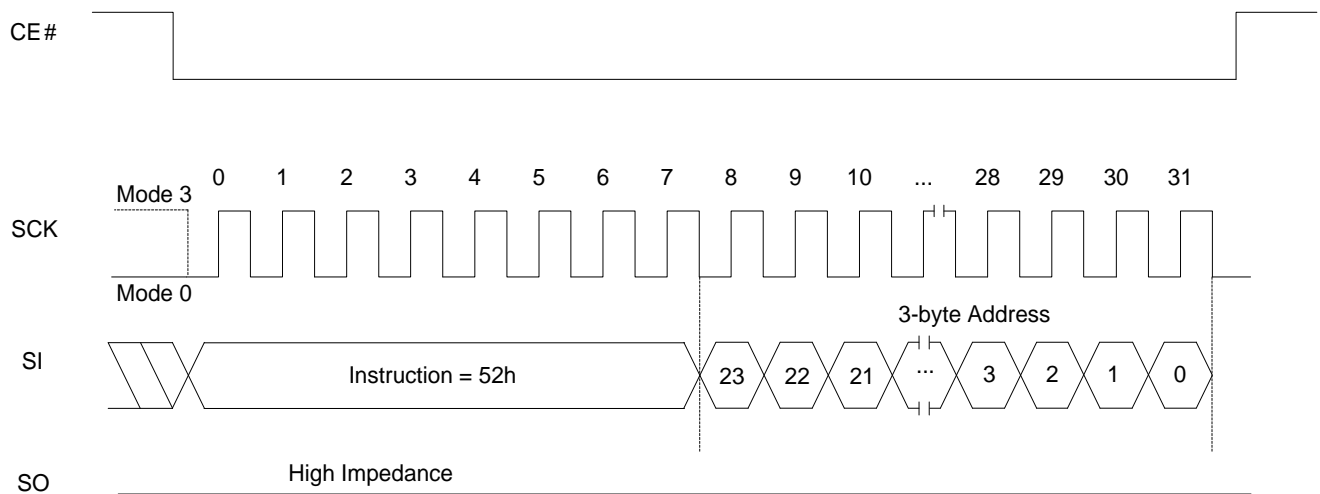 CE#
0 1 2 3 4 5 6 7 8 9 10 ... 28 29 30 31
Mode 3
SCK
Mode 0
3-byte Address
SI
Instruction = 52h
23 22 21 ... 3 2 1 0
High Impedance
SO